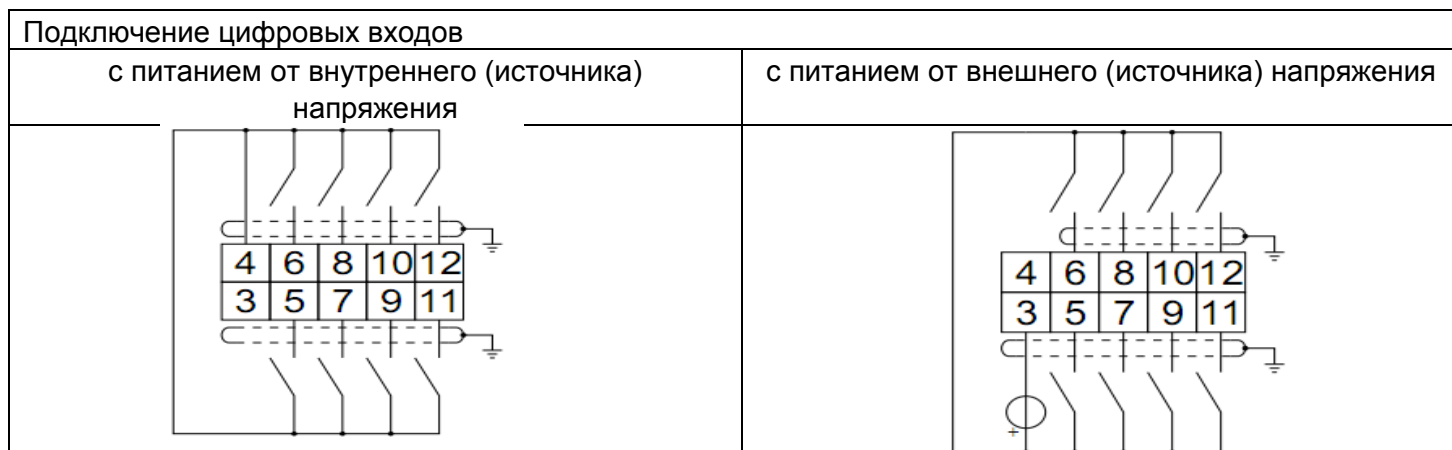 Подключение цифровых входов
с питанием от внутреннего (источника)
напряжения
с питанием от внешнего (источника) напряжения
4 6 8 10 12
3 5 7 9 11
4 6 8 10 12
3 5 7 9 11
+